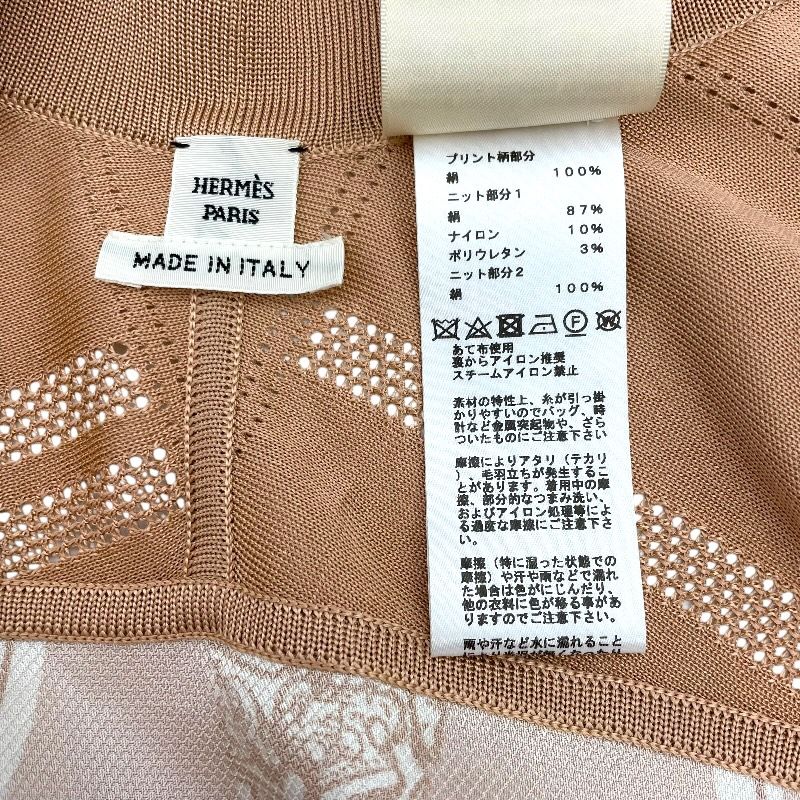 HERMÈS
PARIS
MADE IN ITALY
プリント柄部分
絹 100%
ニット部分1
絹 87%
ナイロン 10%
ポリウレタン 3%
ニット部分2
絹 100%
F
W
あて布使用
裏からアイロン推奨
スチームアイロン禁止
素材の特性上、糸が引っ掛
かりやすいのでバッグ、時
計など金属突起物や、ざら
ついたものにご注意下さい
摩擦によりアタリ(テカリ
)、毛羽立ちが発生するこ
とがあります。着用中の摩
擦、部分的なつまみ洗い、
およびアイロン処理等によ
る過度な摩擦にご注意下さ
い。
摩擦(特に湿った状態での
摩擦)や汗や雨などで濡れ
た場合は色がにじんだり、
他の衣料に色が移る事があ
りますのでご注意下さい。
雨や汗など水に濡れること